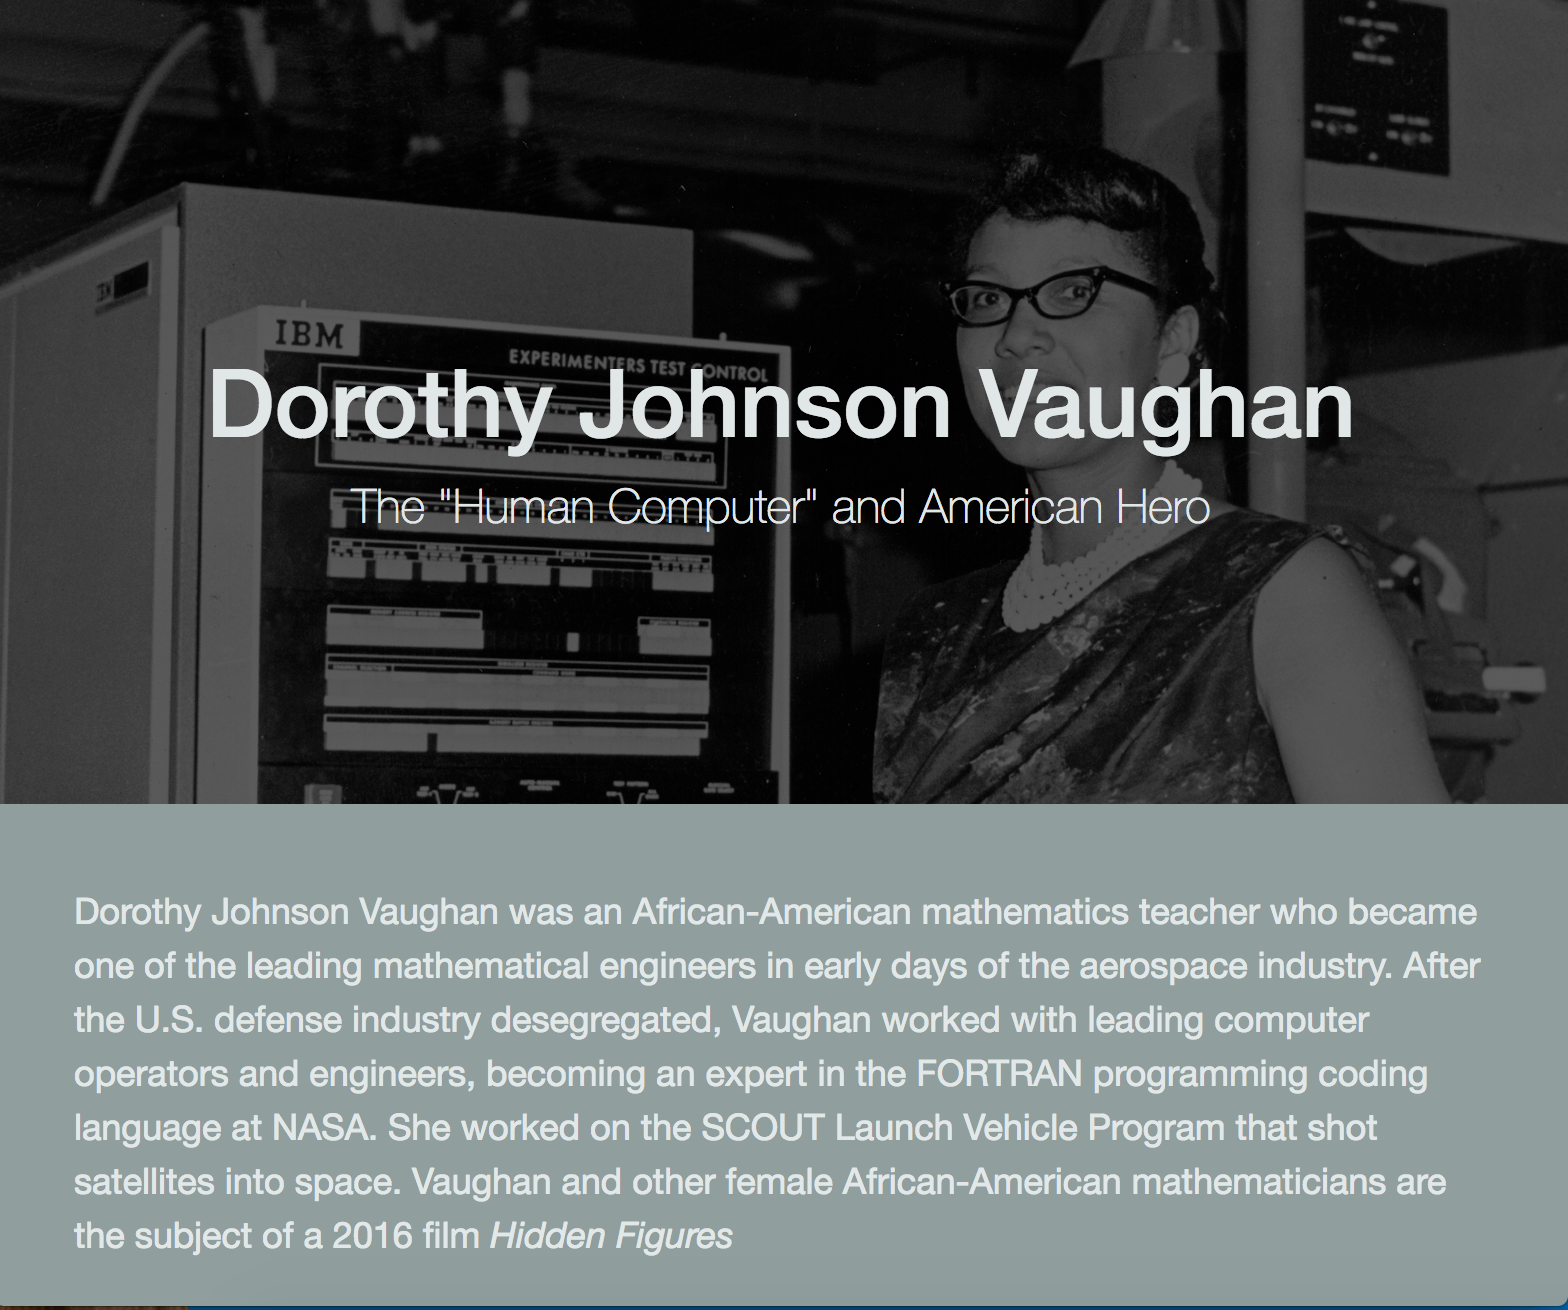 IBM
EXPERIMENTERS TEST CONTROL
Dorothy Johnson Vaughan
The "Human Computer" and American Hero
Dorothy Johnson Vaughan was an African-American mathematics teacher who became
one of the leading mathematical engineers in early days of the aerospace industry. After
the U.S. defense industry desegregated, Vaughan worked with leading computer
operators and engineers, becoming an expert in the FORTRAN programming coding
language at NASA. She worked on the SCOUT Launch Vehicle Program that shot
satellites into space. Vaughan and other female African-American mathematicians are
the subject of a 2016 film Hidden Figures